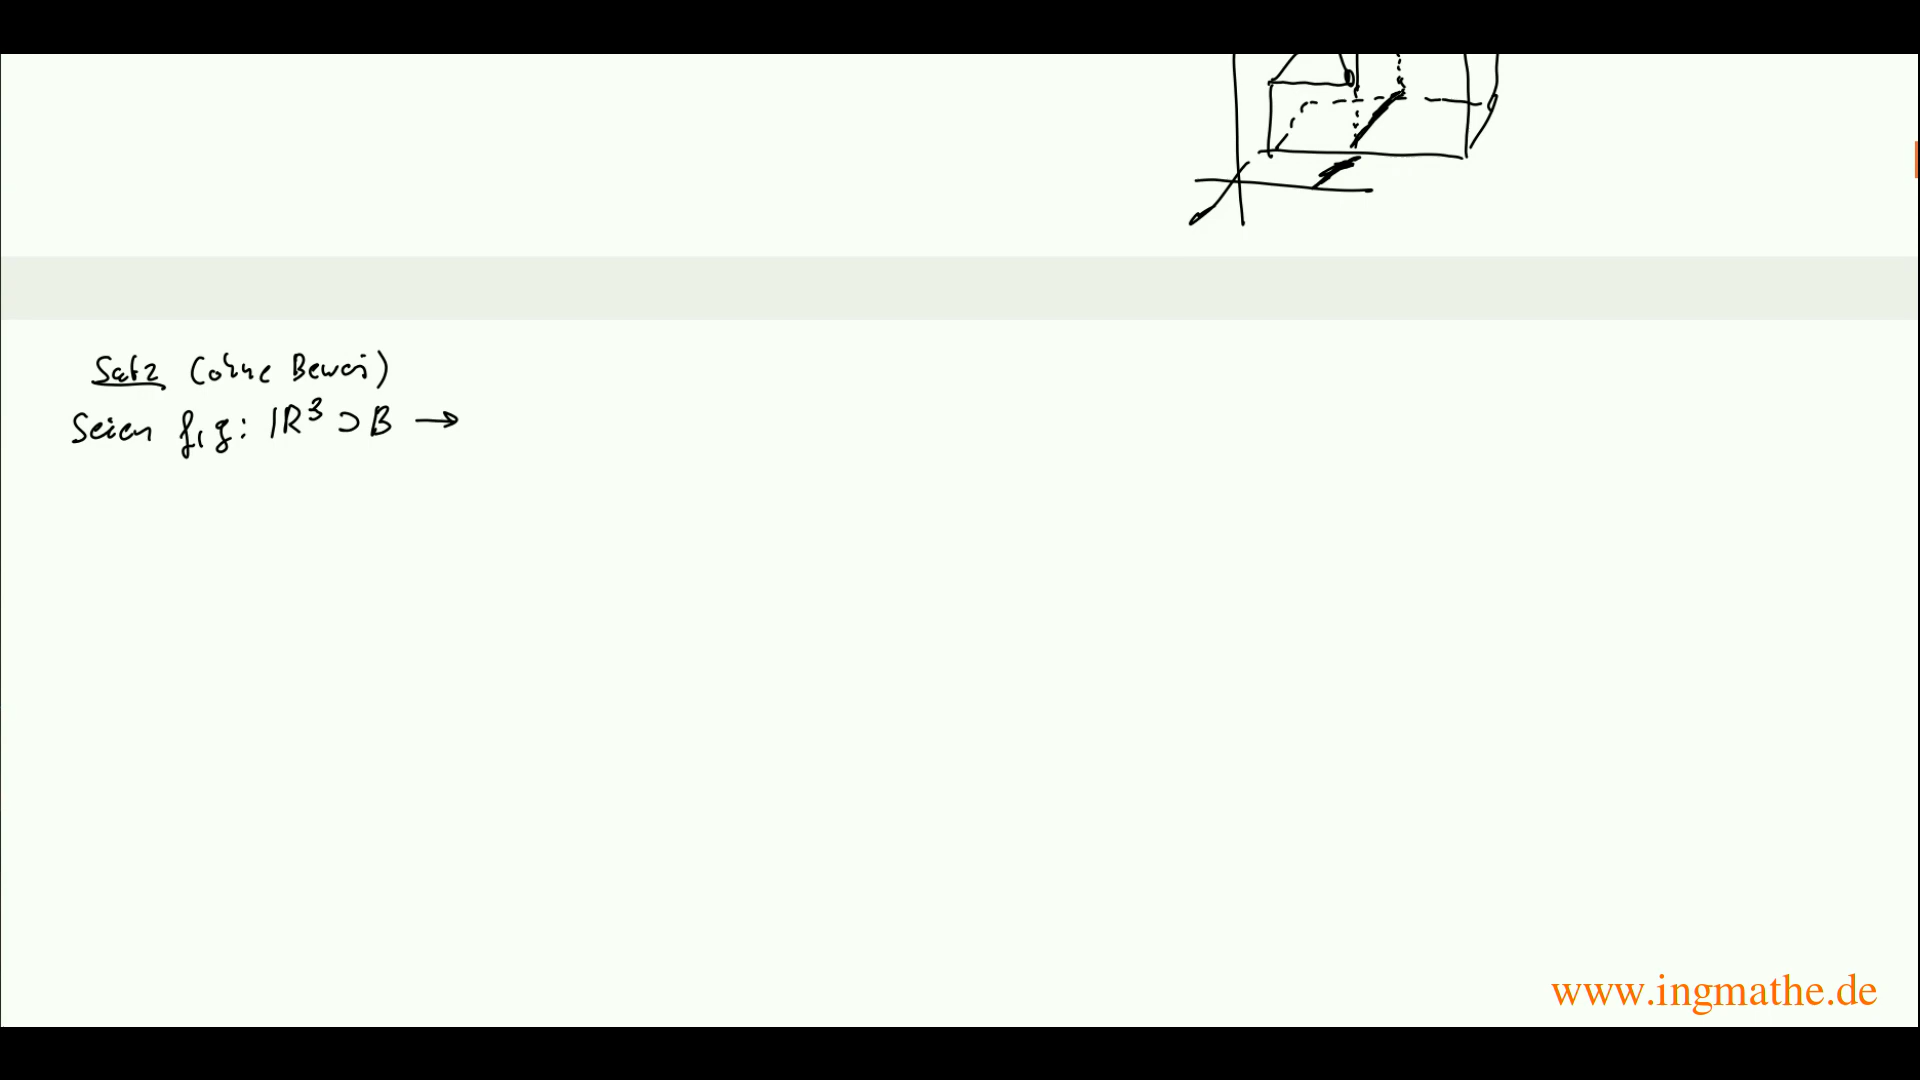 Satz (ohne Beweis)
Seien f, g: ℝ³ ⊃ B →
www.ingmathe.de